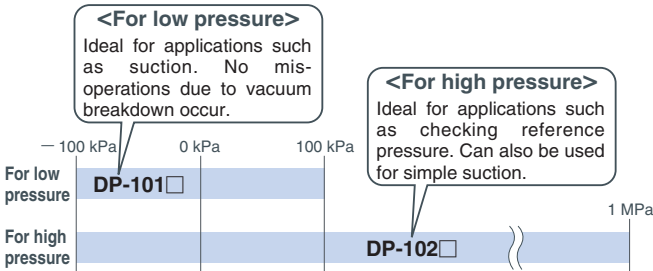 <For low pressure>
Ideal for applications such
as suction. No mis-
operations due to vacuum
breakdown occur.
<For high pressure>
Ideal for applications such
as checking reference
pressure. Can also be used
for simple suction.
－100 kPa 0 kPa 100 kPa
For low
pressure
DP-101□
1 MPa
For high
pressure
DP-102□